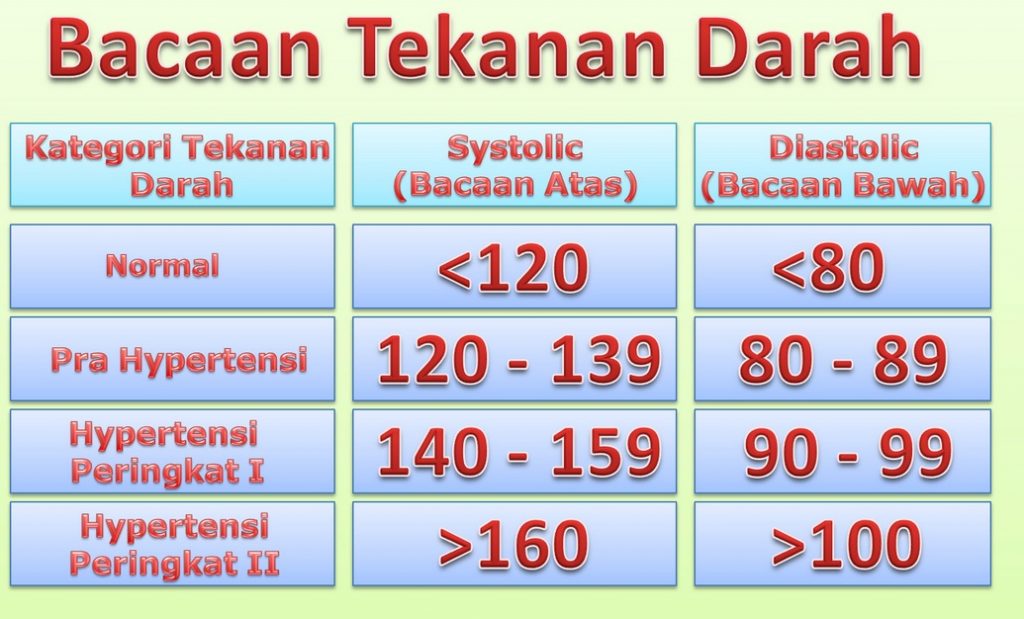 Bacaan Tekanan Darah
Kategori Tekanan
Darah
Systolic
(Bacaan Atas)
Diastolic
(Bacaan Bawah)
Normal
<120
<80
Pra Hypertensi
120 - 139
80 - 89
Hypertensi
Peringkat I
140 - 159
90 - 99
Hypertensi
Peringkat II
>160
>100